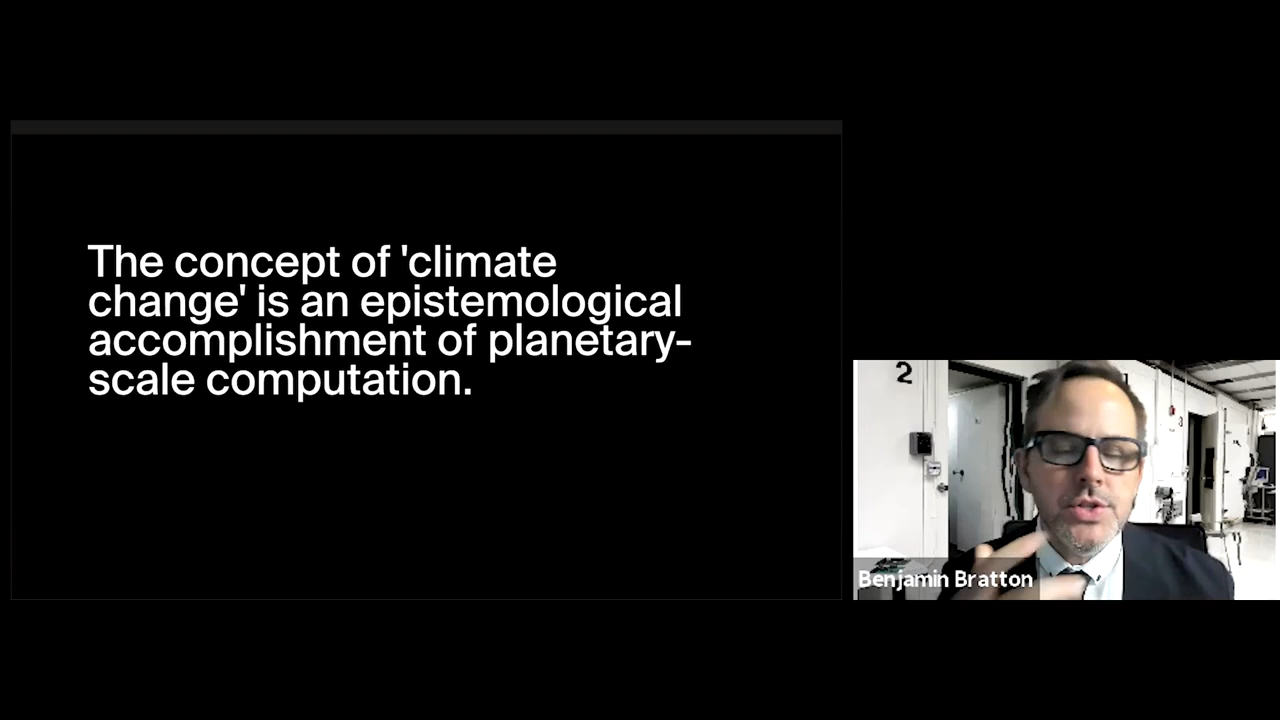 The concept of 'climate
change' is an epistemological
accomplishment of planetary-
scale computation.
2
Benjamin Bratton